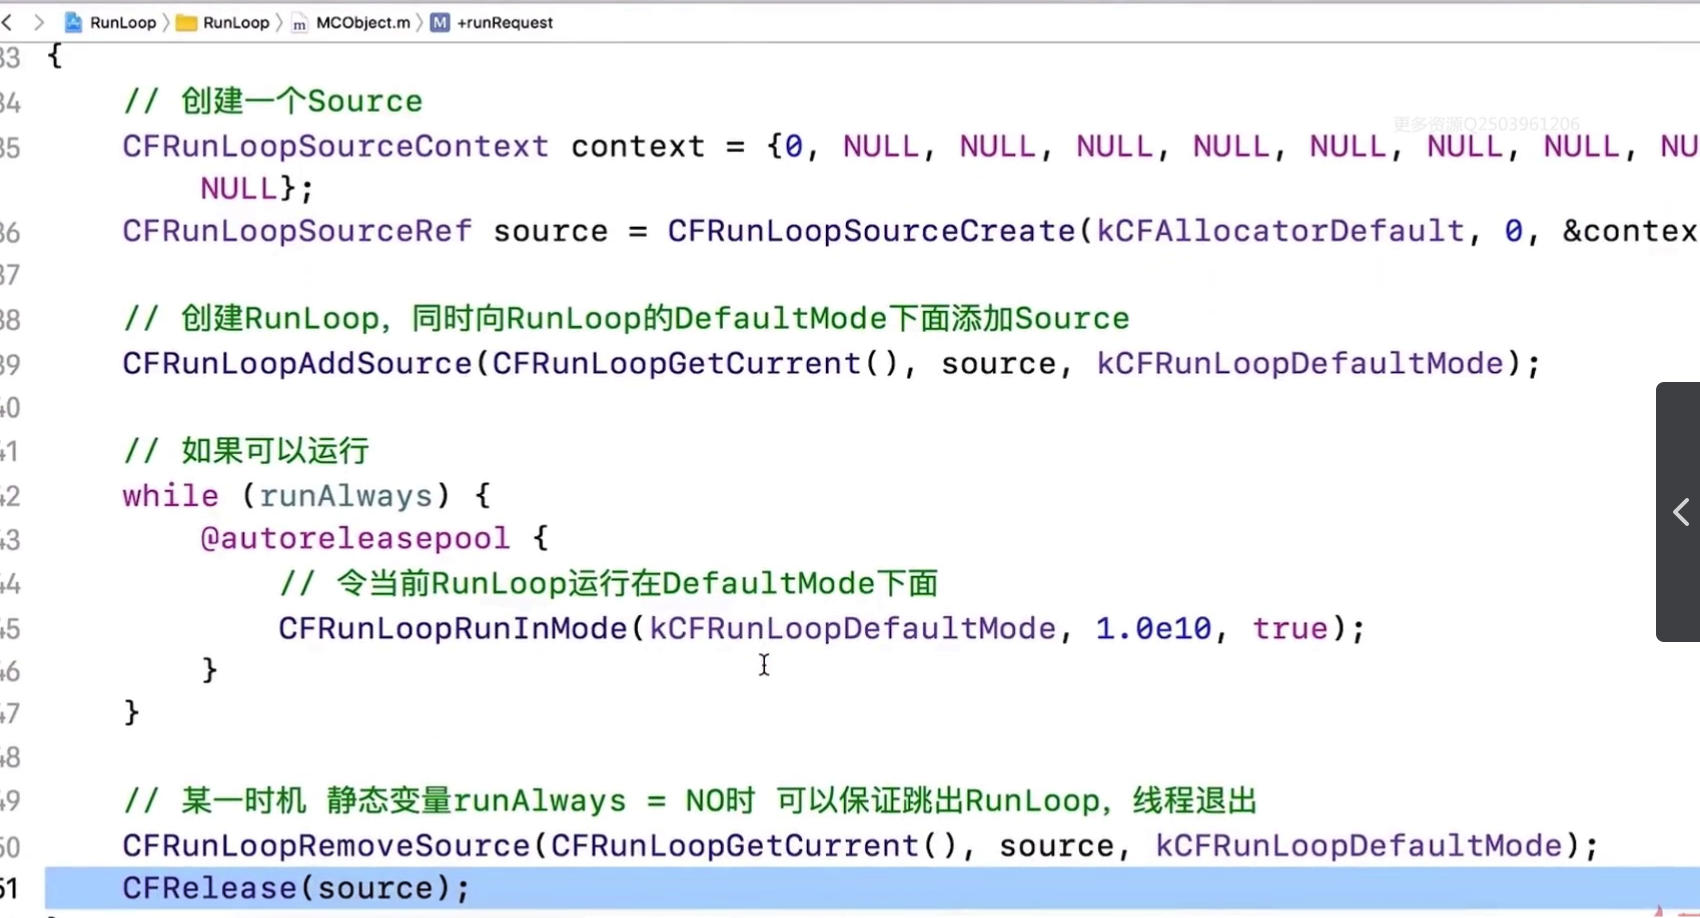 RunLoop RunLoop m MCObject.m M +runRequest
33 {
34 // 创建一个Source
更多资源Q2503961206
35 CFRunLoopSourceContext context = {0, NULL, NULL, NULL, NULL, NULL, NULL, NULL, NU
NULL};
36 CFRunLoopSourceRef source = CFRunLoopSourceCreate(kCFAllocatorDefault, 0, &contex
37
38 // 创建RunLoop，同时向RunLoop的DefaultMode下面添加Source
39 CFRunLoopAddSource(CFRunLoopGetCurrent(), source, kCFRunLoopDefaultMode);
40
41 // 如果可以运行
42 while (runAlways) {
43 @autoreleasepool {
44 // 令当前RunLoop运行在DefaultMode下面
45 CFRunLoopRunInMode(kCFRunLoopDefaultMode, 1.0e10, true);
46 }
47 }
48
49 // 某一时机 静态变量runAlways = NO时 可以保证跳出RunLoop，线程退出
50 CFRunLoopRemoveSource(CFRunLoopGetCurrent(), source, kCFRunLoopDefaultMode);
51 CFRelease(source);